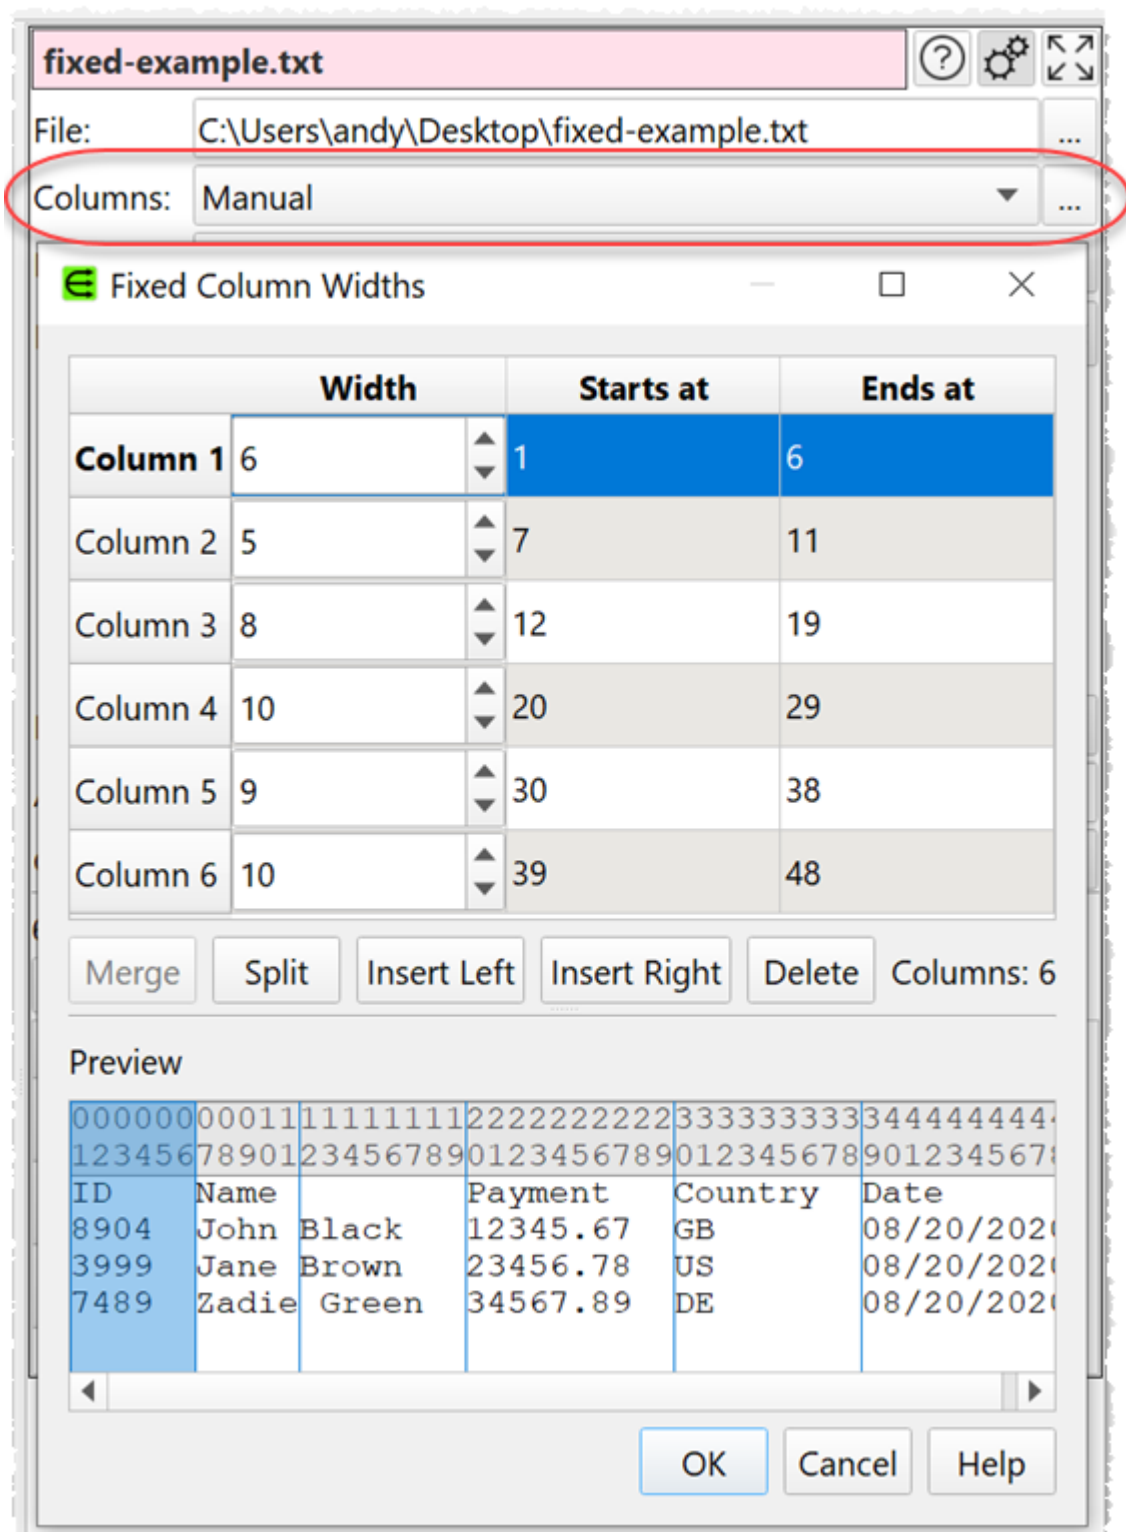 fixed-example.txt
File: C:\Users\andy\Desktop\fixed-example.txt ...
Columns: Manual ...
Fixed Column Widths
Width Starts at Ends at
Column 1 6 1 6
Column 2 5 7 11
Column 3 8 12 19
Column 4 10 20 29
Column 5 9 30 38
Column 6 10 39 48
Merge Split Insert Left Insert Right Delete Columns: 6
Preview
00000000011111111112222222222333333333344444444
12345678901234567890123456789012345678901234567
ID Name Payment Country Date
8904 John Black 12345.67 GB 08/20/202
3999 Jane Brown 23456.78 US 08/20/202
7489 Zadie Green 34567.89 DE 08/20/202
OK Cancel Help